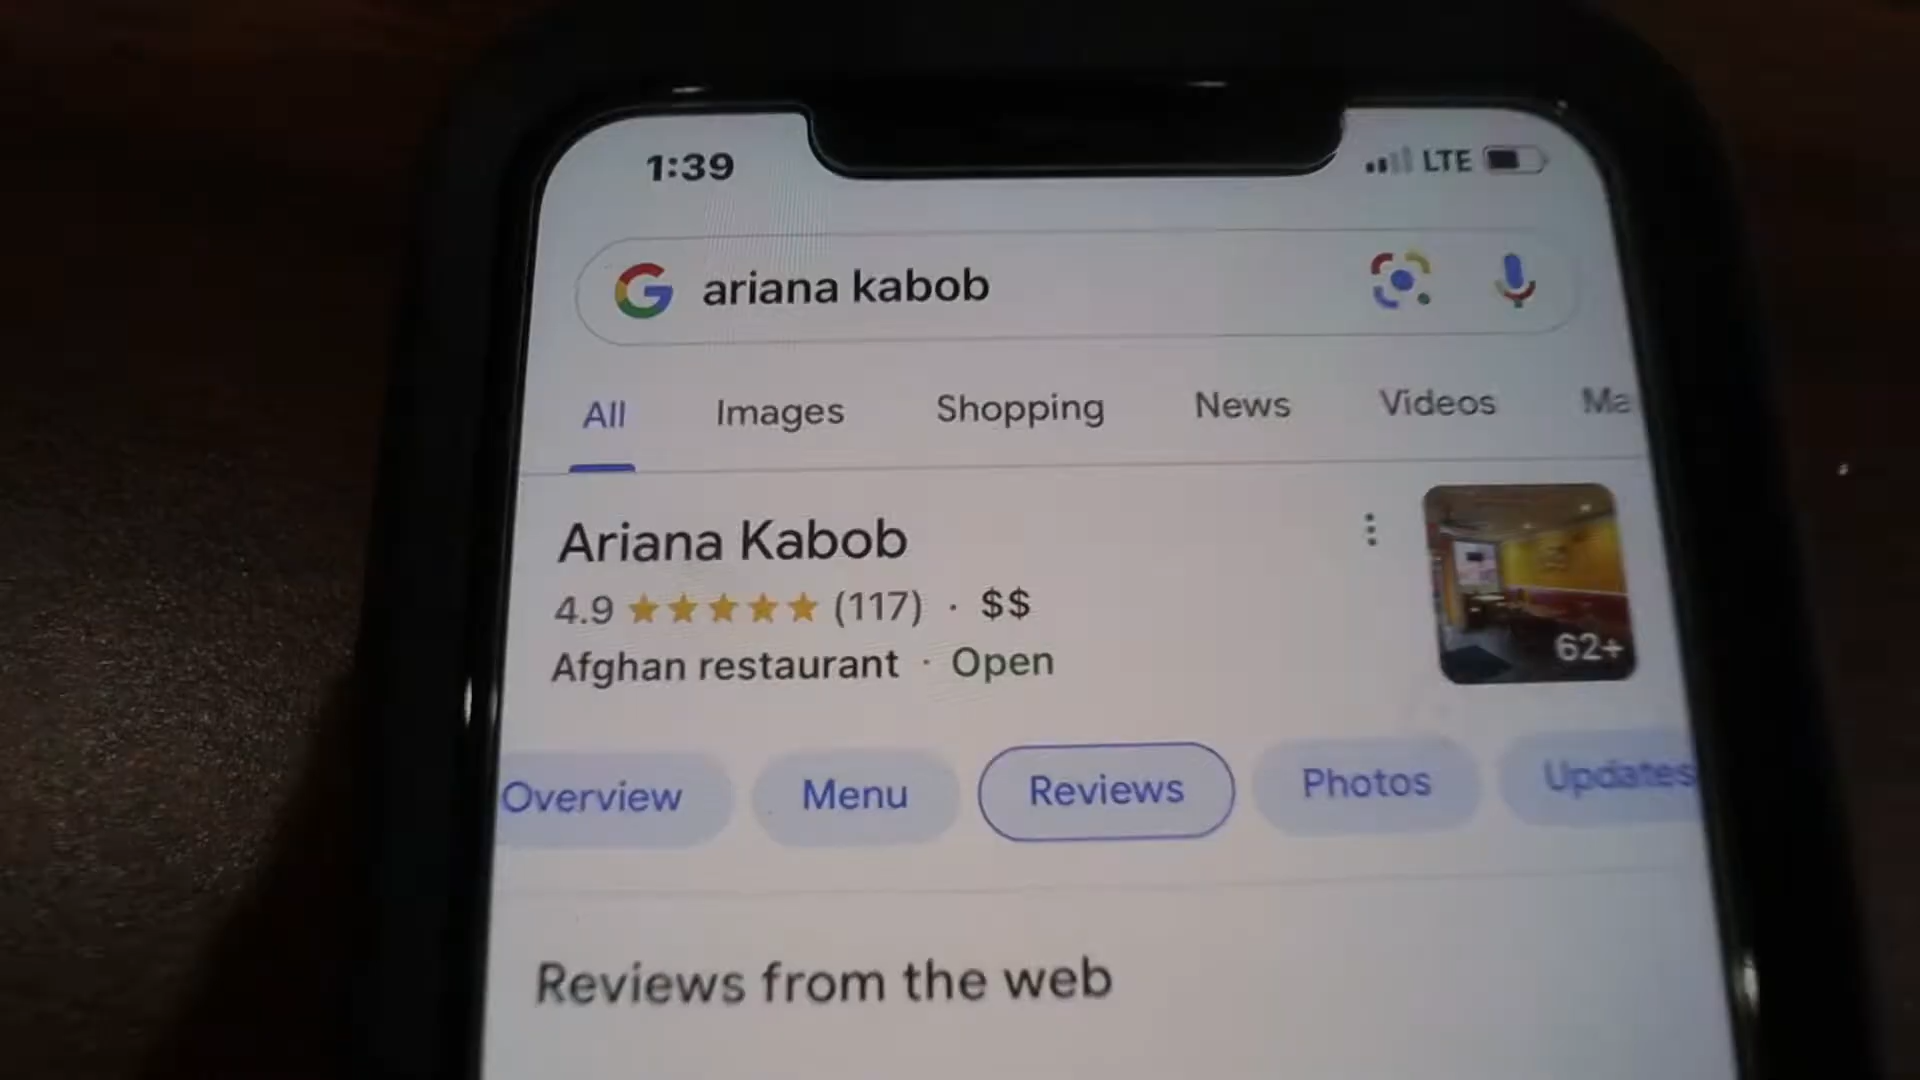 1:39 LTE
ariana kabob
All Images Shopping News Videos Ma
Ariana Kabob
4.9 ★★★★★ (117) · $$
Afghan restaurant · Open
62+
Overview Menu Reviews Photos Updates
Reviews from the web